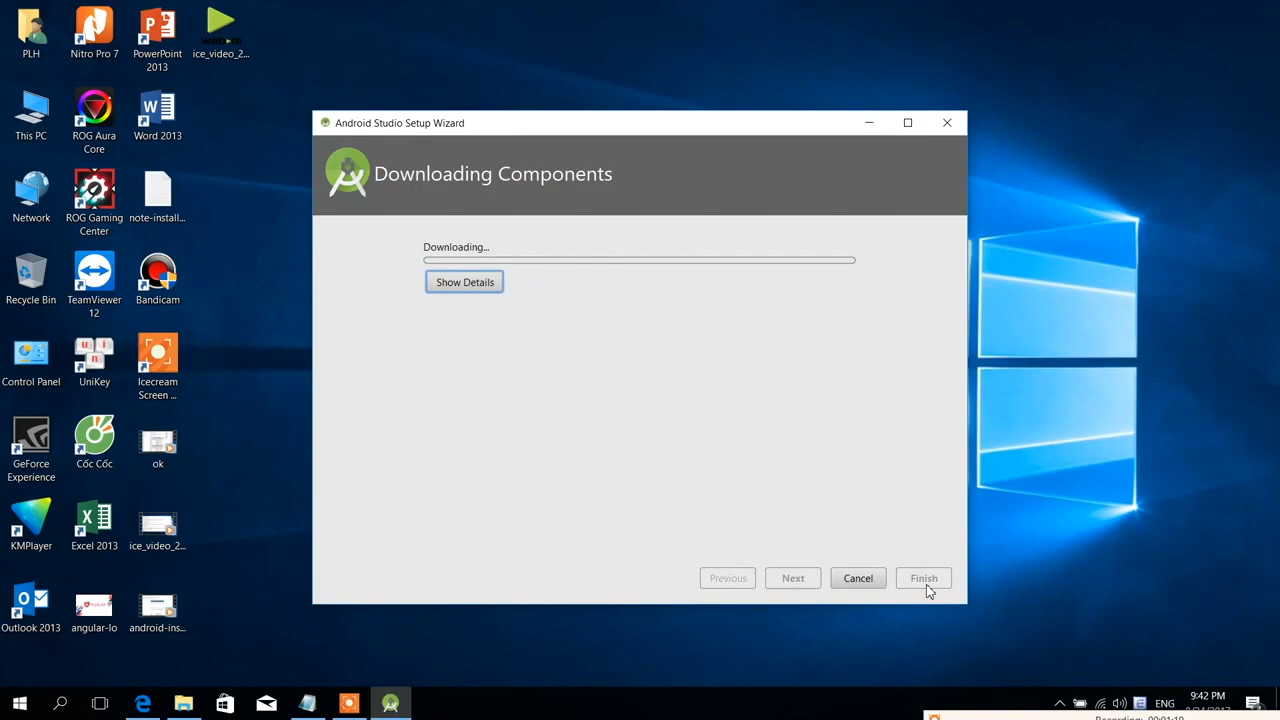 PLH
Nitro Pro 7
PowerPoint
2013
ice_video_2...
This PC
ROG Aura
Core
Word 2013
Network
ROG Gaming
Center
note-install...
Recycle Bin
TeamViewer
12
Bandicam
Control Panel
UniKey
Icecream
Screen ...
GeForce
Experience
Cốc Cốc
ok
KMPlayer
Excel 2013
ice_video_2...
Outlook 2013
angular-lo
android-ins...
Android Studio Setup Wizard
Downloading Components
Downloading...
Show Details
Previous
Next
Cancel
Finish
ENG
9:42 PM